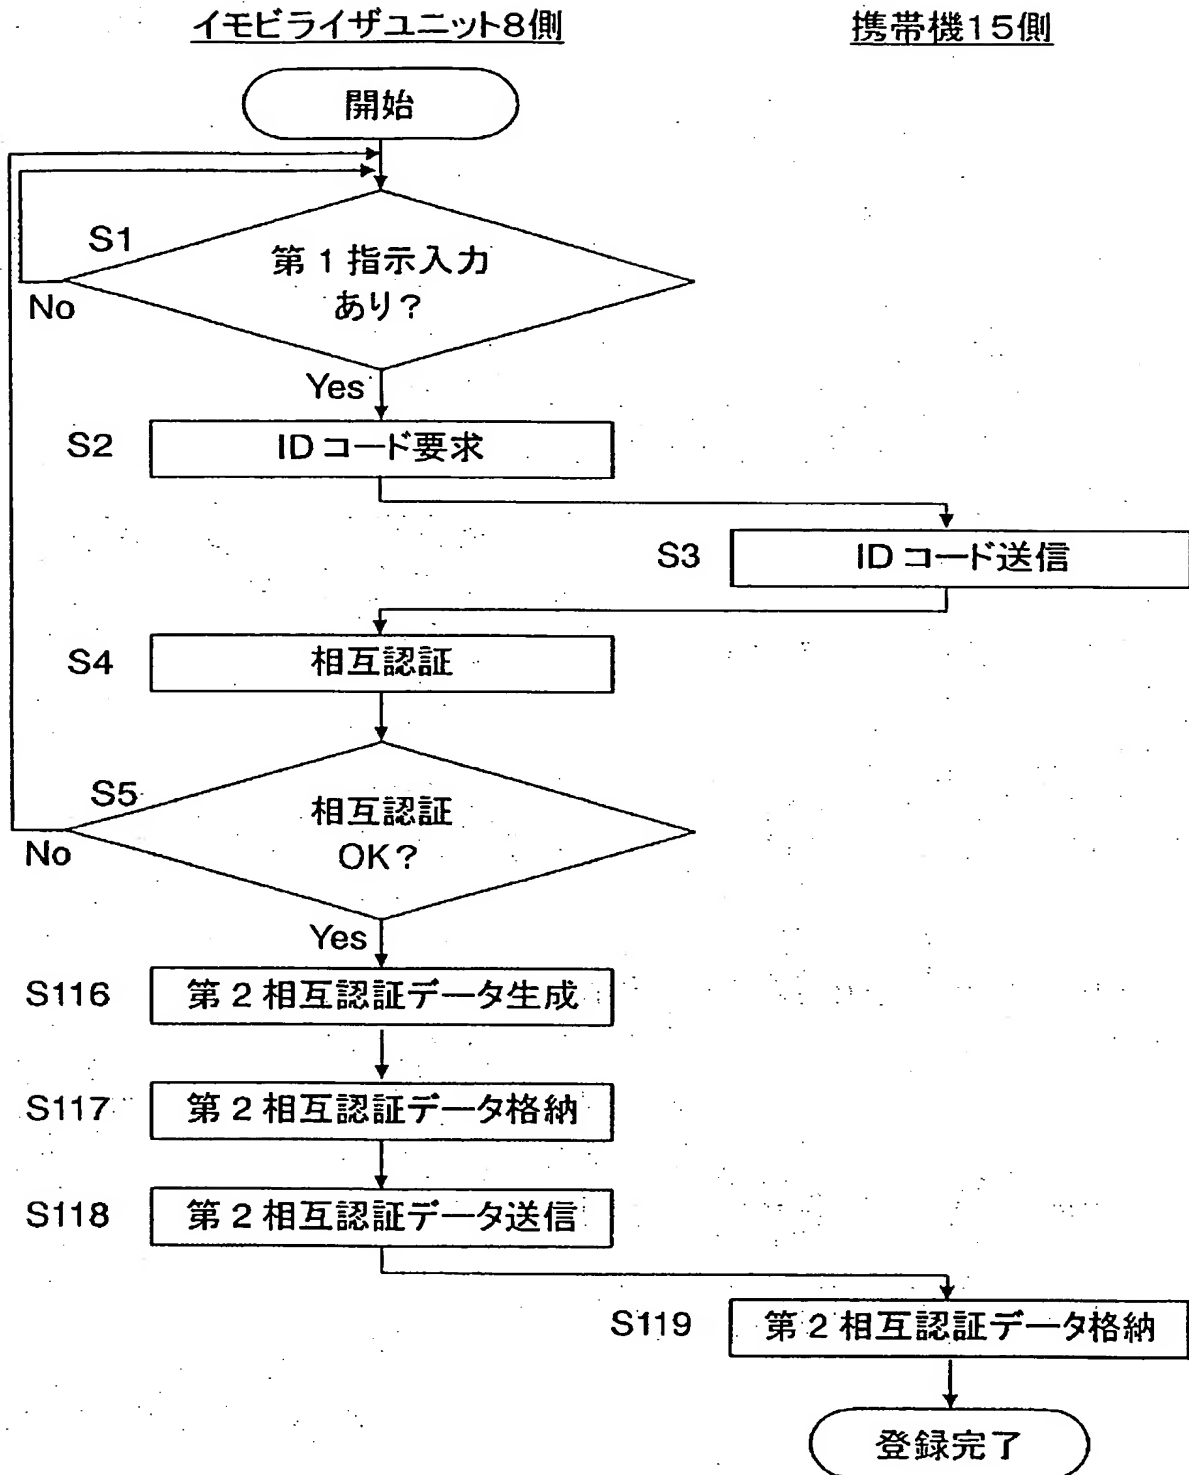 イモビライザユニット8側
携帯機15側
開始
S1
第1指示入力
あり?
No
Yes
S2
IDコード要求
S3
IDコード送信
S4
相互認証
S5
相互認証
OK?
No
Yes
S116
第2相互認証データ生成
S117
第2相互認証データ格納
S118
第2相互認証データ送信
S119
第2相互認証データ格納
登録完了